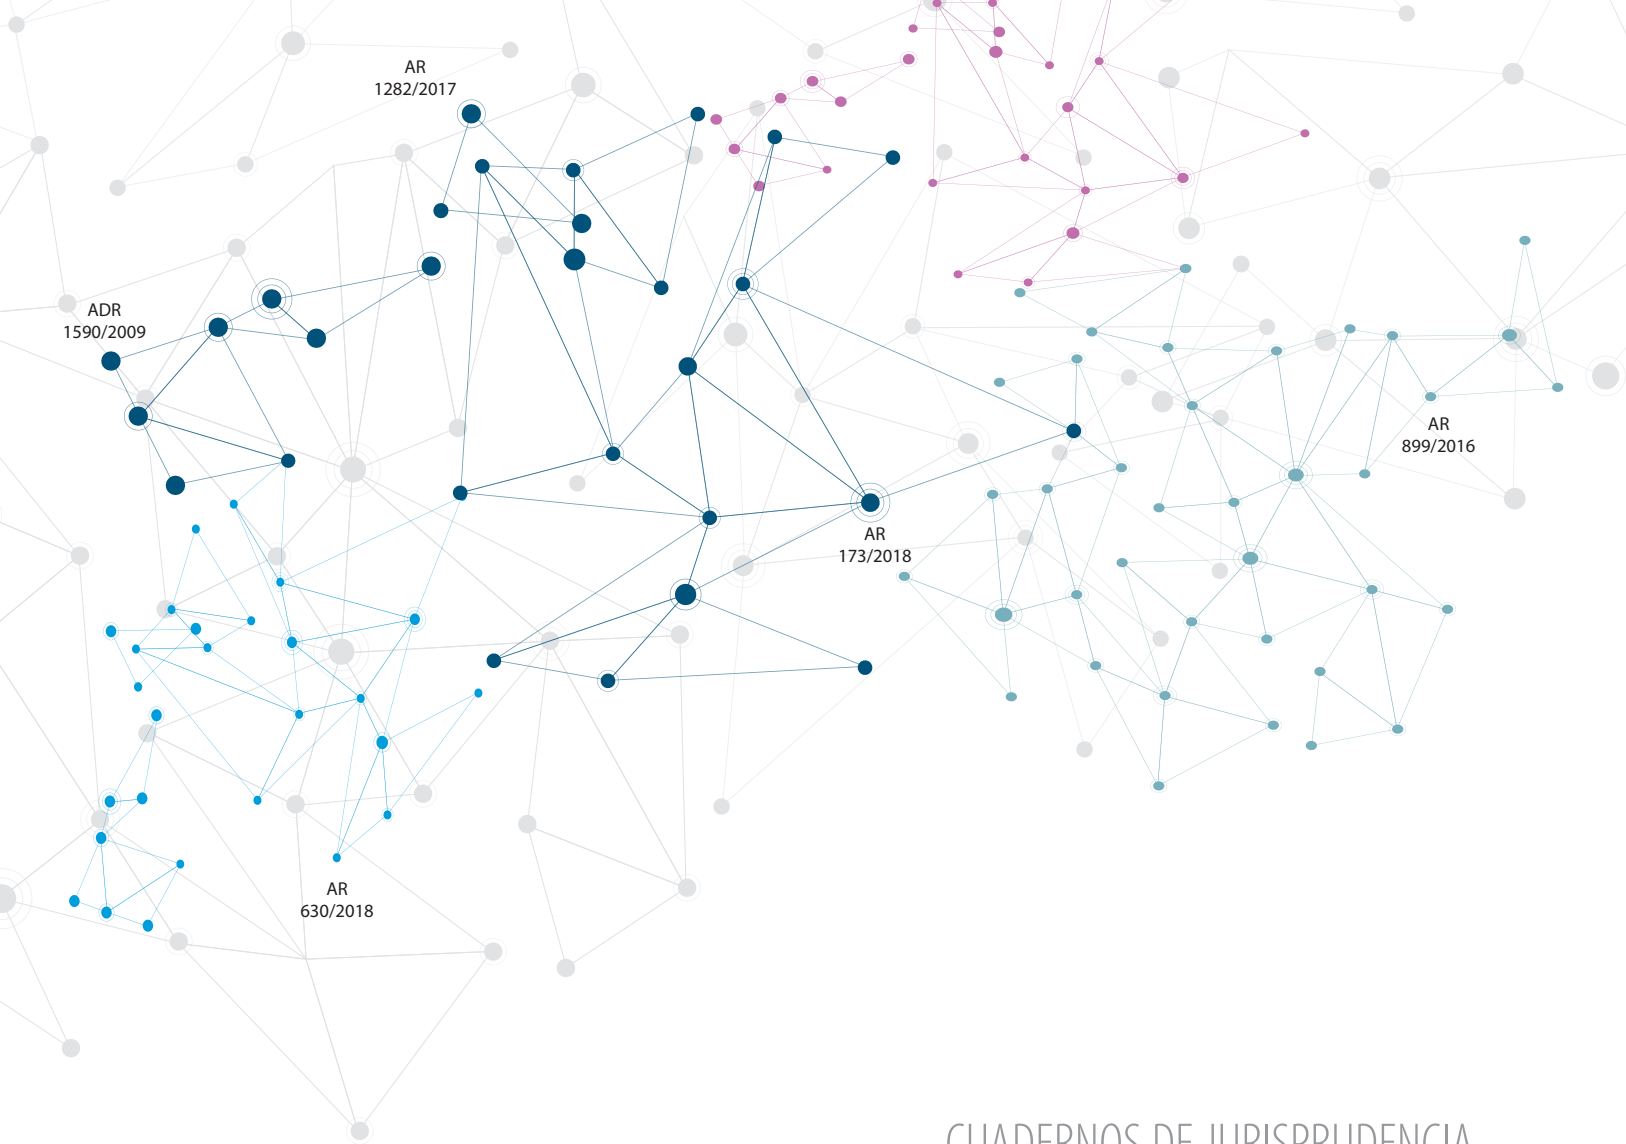 AR
1282/2017
ADR
1590/2009
AR
899/2016
AR
173/2018
AR
630/2018
CUADERNOS DE JURISPRUDENCIA